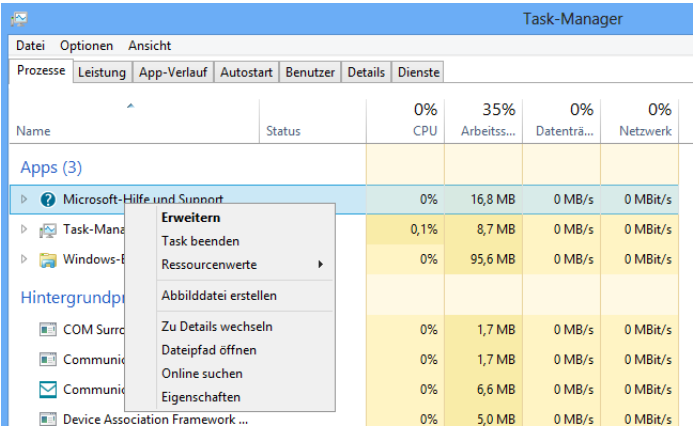 Task-Manager
Datei Optionen Ansicht
Prozesse Leistung App-Verlauf Autostart Benutzer Details Dienste
0% 35% 0% 0%
Name Status CPU Arbeitss... Datenträ... Netzwerk
Apps (3)
Microsoft-Hilfe und Support 0% 16,8 MB 0 MB/s 0 MBit/s
Erweitern
Task-Mana 0,1% 8,7 MB 0 MB/s 0 MBit/s
Task beenden
Windows-E 0% 95,6 MB 0 MB/s 0 MBit/s
Ressourcenwerte
Hintergrundpr
Abbilddatei erstellen
COM Surro 0% 1,7 MB 0 MB/s 0 MBit/s
Zu Details wechseln
Communic 0% 1,7 MB 0 MB/s 0 MBit/s
Dateipfad öffnen
Online suchen
Communic 0% 6,6 MB 0 MB/s 0 MBit/s
Eigenschaften
Device Association Framework ... 0% 5,0 MB 0 MB/s 0 MBit/s